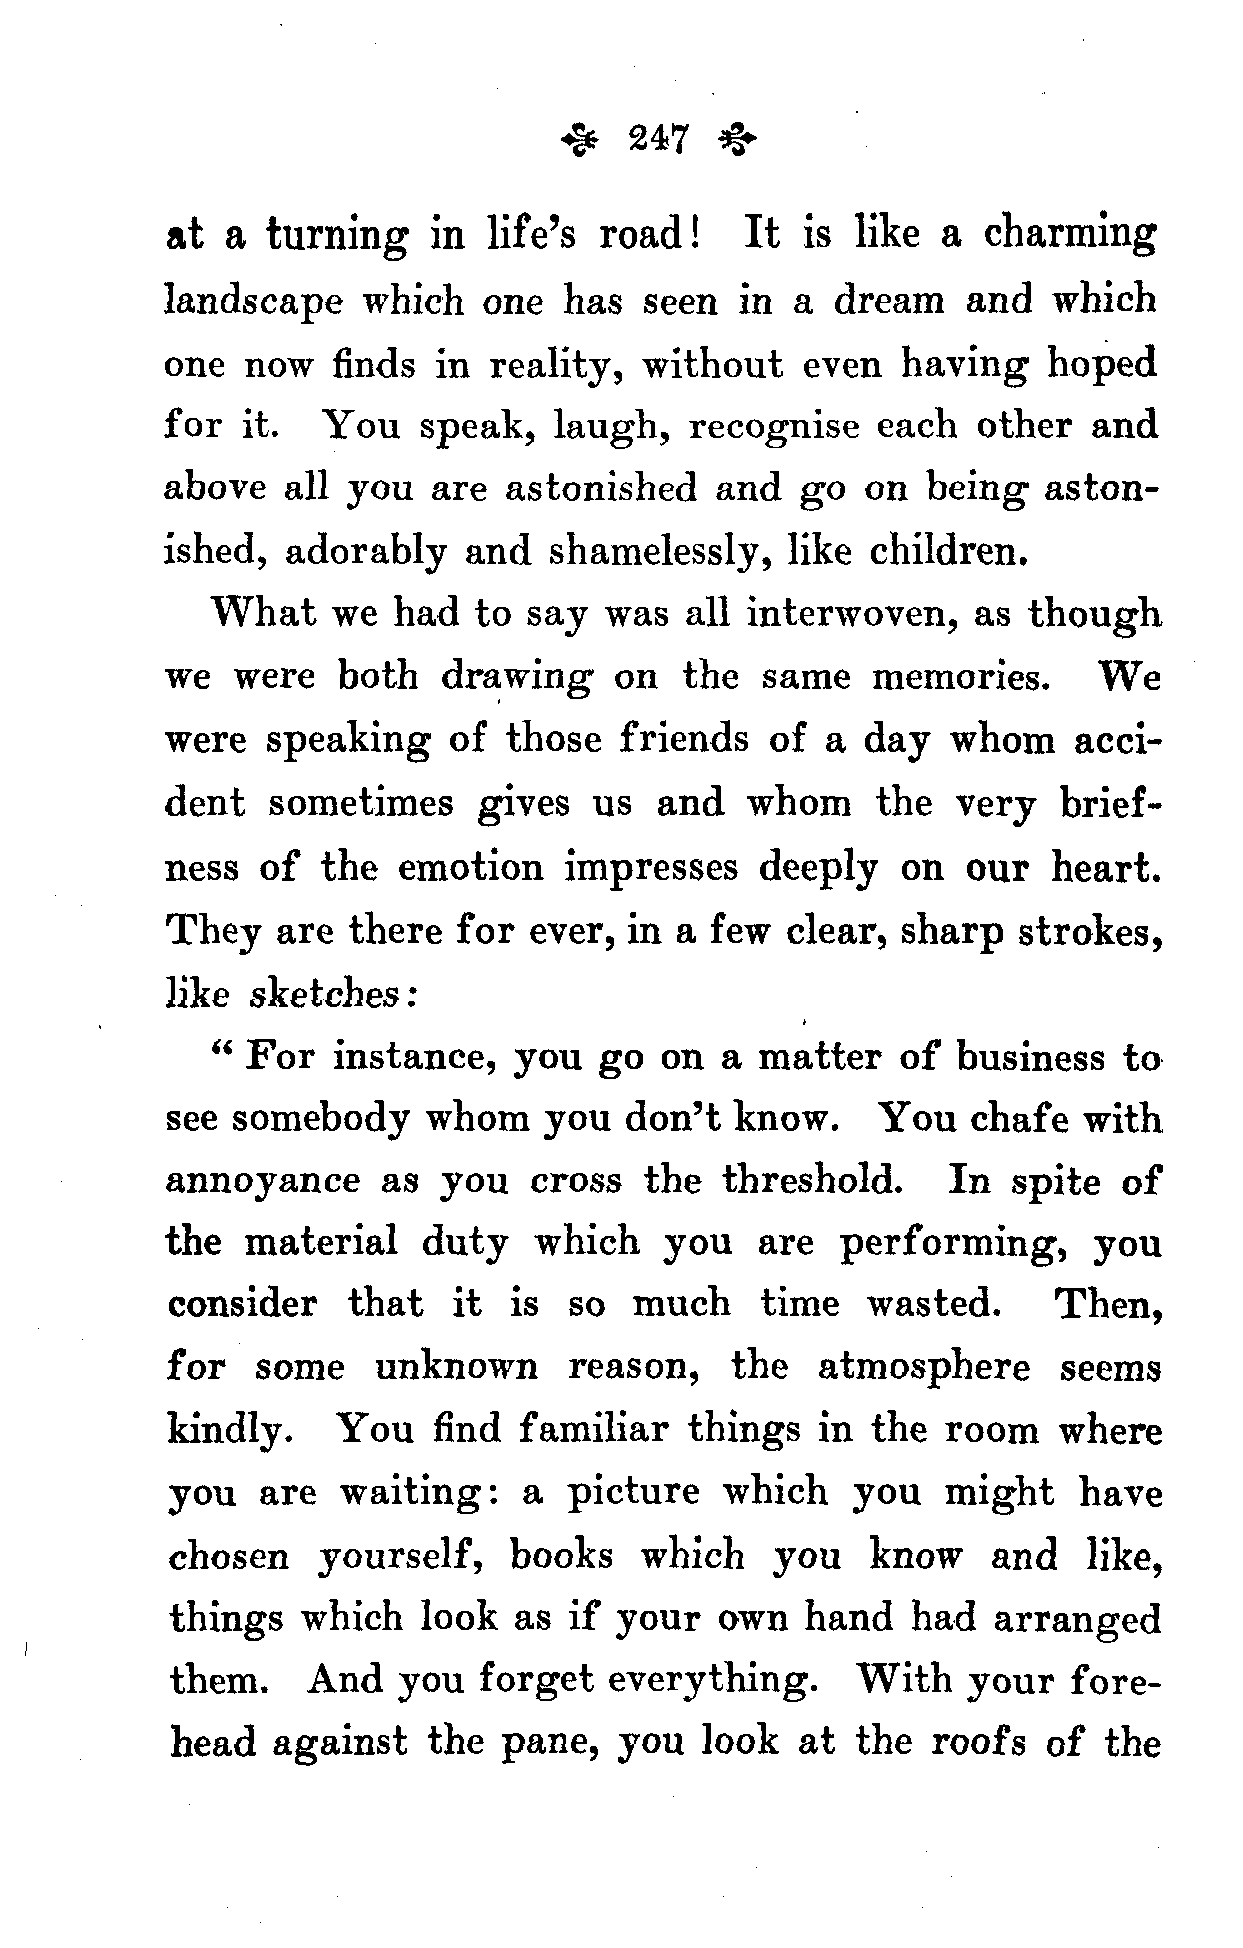 247
at a turning in life's road! It is like a charming
landscape which one has seen in a dream and which
one now finds in reality, without even having hoped
for it. You speak, laugh, recognise each other and
above all you are astonished and go on being aston-
ished, adorably and shamelessly, like children.
What we had to say was all interwoven, as though
we were both drawing on the same memories. We
were speaking of those friends of a day whom acci-
dent sometimes gives us and whom the very brief-
ness of the emotion impresses deeply on our heart.
They are there for ever, in a few clear, sharp strokes,
like sketches:
“ For instance, you go on a matter of business to
see somebody whom you don't know. You chafe with
annoyance as you cross the threshold. In spite of
the material duty which you are performing, you
consider that it is so much time wasted. Then,
for some unknown reason, the atmosphere seems
kindly. You find familiar things in the room where
you are waiting: a picture which you might have
chosen yourself, books which you know and like,
things which look as if your own hand had arranged
them. And you forget everything. With your fore-
head against the pane, you look at the roofs of the